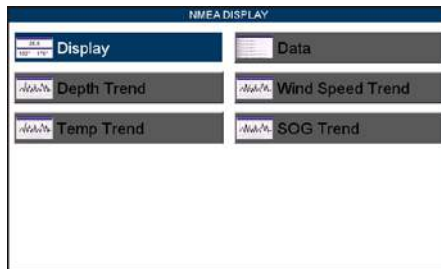 NMEA DISPLAY
Display
Data
Depth Trend
Wind Speed Trend
Temp Trend
SOG Trend